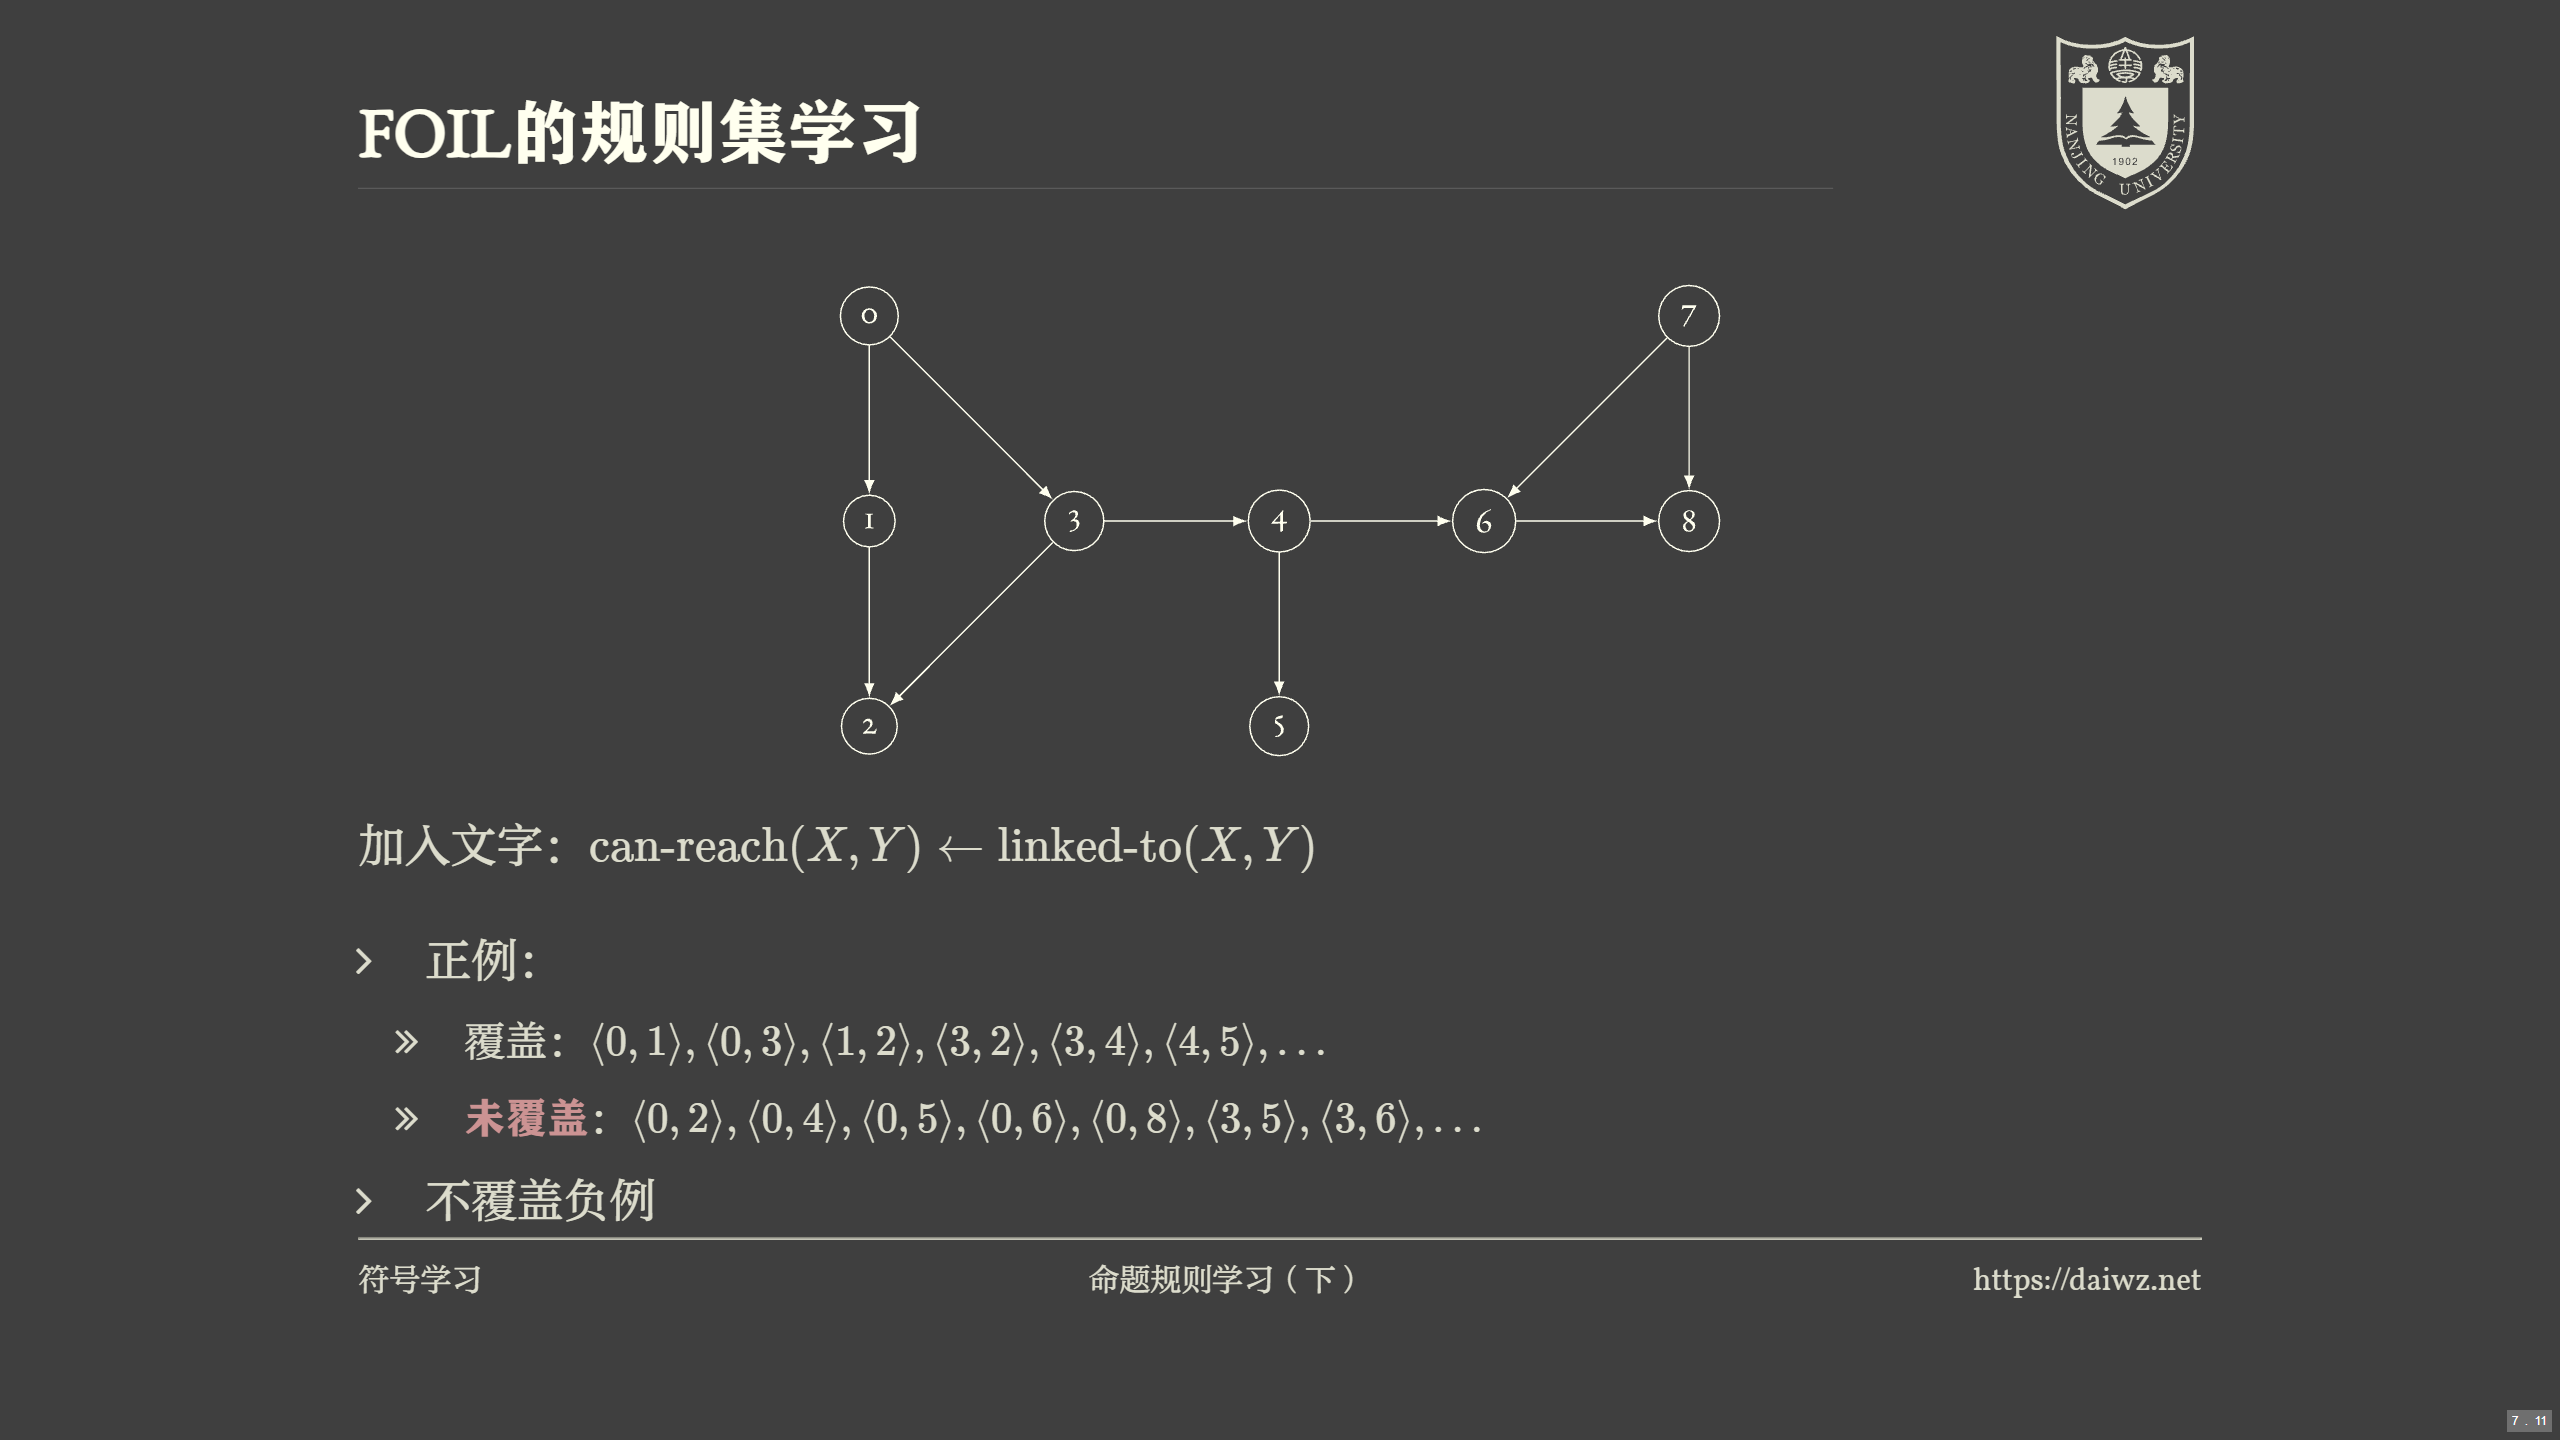 FOIL的规则集学习
NANJING UNIVERSITY
1902
0
7
1
3
4
6
8
2
5
加入文字：can-reach(X, Y) ← linked-to(X, Y)
正例：
覆盖：⟨0, 1⟩, ⟨0, 3⟩, ⟨1, 2⟩, ⟨3, 2⟩, ⟨3, 4⟩, ⟨4, 5⟩, …
未覆盖：⟨0, 2⟩, ⟨0, 4⟩, ⟨0, 5⟩, ⟨0, 6⟩, ⟨0, 8⟩, ⟨3, 5⟩, ⟨3, 6⟩, …
不覆盖负例
符号学习
命题规则学习（下）
https://daiwz.net
7 . 11